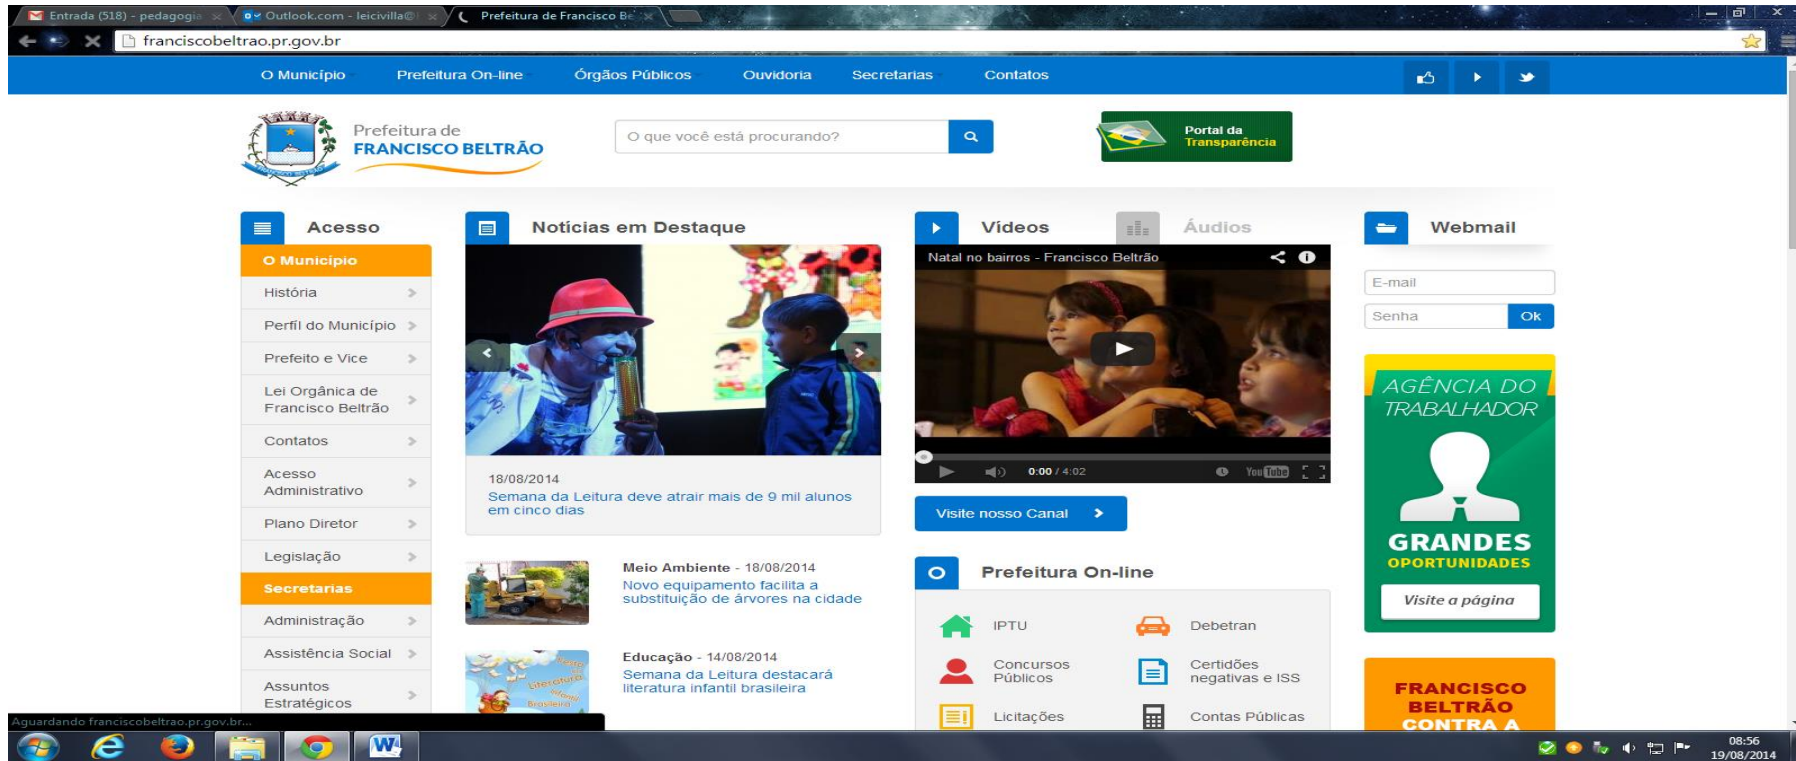 Entrada (518) - pedagogia
Outlook.com - leicivilla@
Prefeitura de Francisco Be
franciscobeltrao.pr.gov.br
O Município
Prefeitura On-line
Órgãos Públicos
Ouvidoria
Secretarias
Contatos
Prefeitura de
FRANCISCO BELTRÃO
O que você está procurando?
Portal da
Transparência
Acesso
O Município
História
Perfil do Município
Prefeito e Vice
Lei Orgânica de
Francisco Beltrão
Contatos
Acesso
Administrativo
Plano Diretor
Legislação
Secretarias
Administração
Assistência Social
Assuntos
Estratégicos
Notícias em Destaque
18/08/2014
Semana da Leitura deve atrair mais de 9 mil alunos
em cinco dias
Meio Ambiente - 18/08/2014
Novo equipamento facilita a
substituição de árvores na cidade
Educação - 14/08/2014
Semana da Leitura destacará
literatura infantil brasileira
Literatura
Infantil
Brasileira
Vídeos
Áudios
Natal no bairros - Francisco Beltrão
0:00 / 4:02
YouTube
Visite nosso Canal
Prefeitura On-line
IPTU
Debetran
Concursos
Públicos
Certidões
negativas e ISS
Licitações
Contas Públicas
Webmail
E-mail
Senha
Ok
AGÊNCIA DO
TRABALHADOR
GRANDES
OPORTUNIDADES
Visite a página
FRANCISCO
BELTRÃO
CONTRA A
Aguardando franciscobeltrao.pr.gov.br...
08:56
19/08/2014